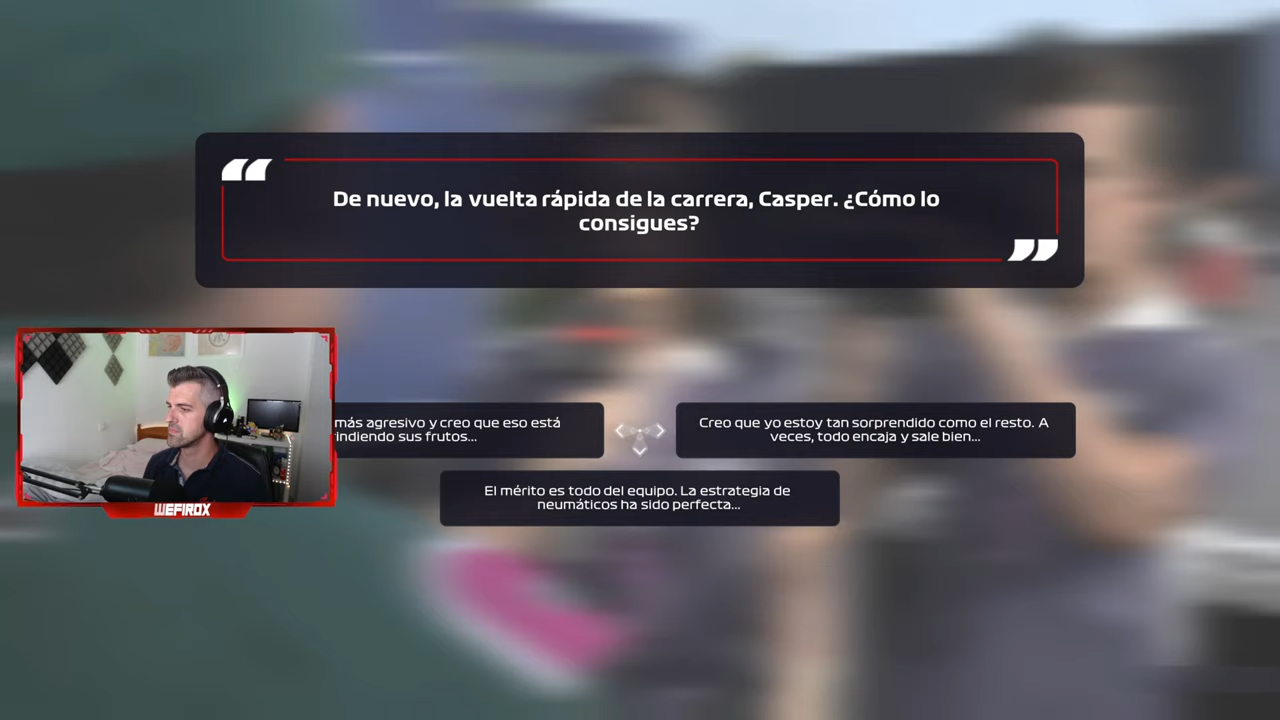 De nuevo, la vuelta rápida de la carrera, Casper. ¿Cómo lo
consigues?
más agresivo y creo que eso está
sus frutos...
Creo que yo estoy tan sorprendido como el resto. A
veces, todo encaja y sale bien...
El mérito es todo del equipo. La estrategia de
neumáticos ha sido perfecta...
WEFIROX